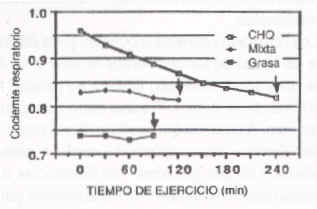 1.0
0.9
0.8
0.7
Cociente respiratorio
CHO
Mixta
Grasa
0 30 60 90 120 150 180 210 240
TIEMPO DE EJERCICIO (min)